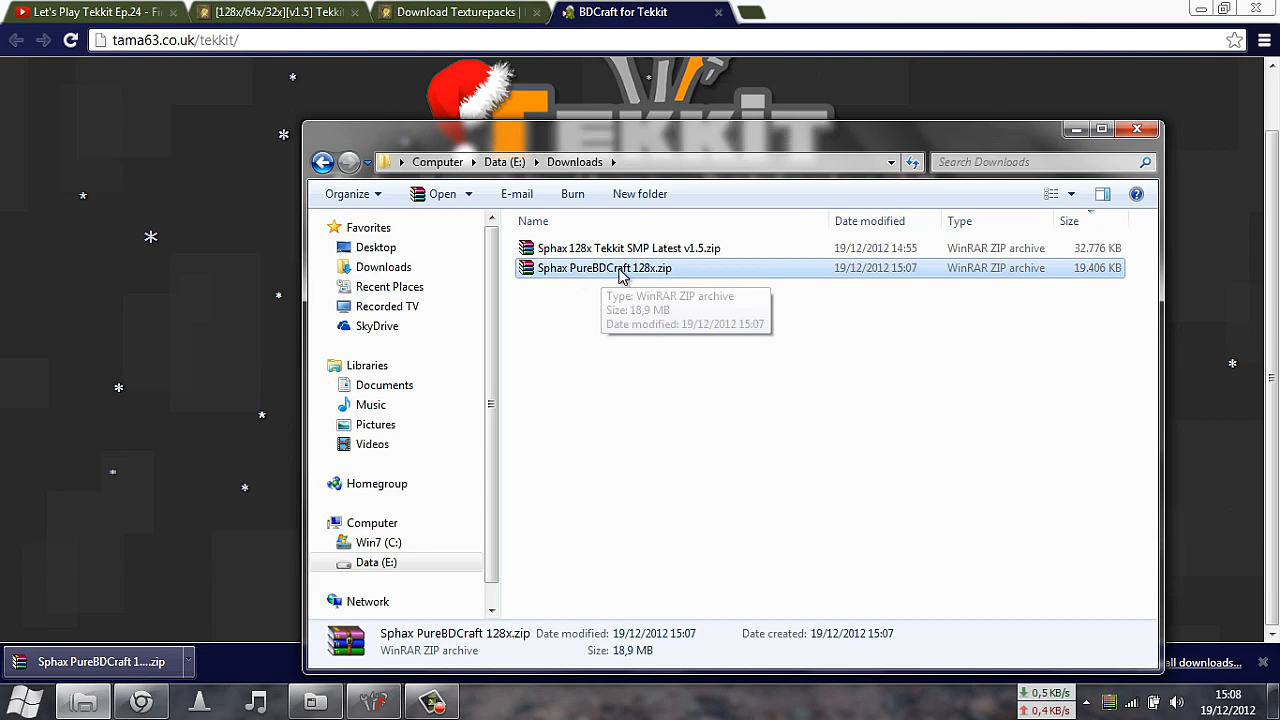 Let's Play Tekkit Ep.24 - Fi
[128x/64x/32x][v1.5] Tekkit
Download Texturepacks |
BDCraft for Tekkit
tama63.co.uk/tekkit/
TEKKIT
Computer
Data (E:)
Downloads
Search Downloads
Organize
Open
E-mail
Burn
New folder
Name
Date modified
Type
Size
Sphax 128x Tekkit SMP Latest v1.5.zip
19/12/2012 14:55
WinRAR ZIP archive
32.776 KB
Sphax PureBDCraft 128x.zip
19/12/2012 15:07
WinRAR ZIP archive
19.406 KB
Type: WinRAR ZIP archive
Size: 18,9 MB
Date modified: 19/12/2012 15:07
Favorites
Desktop
Downloads
Recent Places
Recorded TV
SkyDrive
Libraries
Documents
Music
Pictures
Videos
Homegroup
Computer
Win7 (C:)
Data (E:)
Network
Sphax PureBDCraft 128x.zip
Date modified: 19/12/2012 15:07
Date created: 19/12/2012 15:07
WinRAR ZIP archive
Size: 18,9 MB
Sphax PureBDCraft 1....zip
all downloads...
0,5 KB/s
0,4 KB/s
15:08
19/12/2012